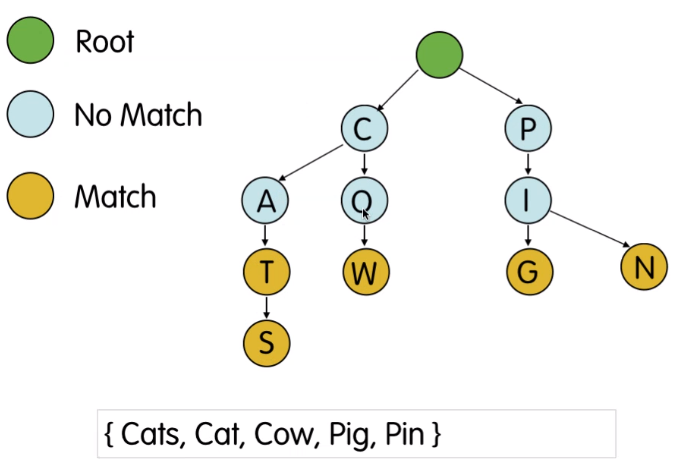 Root
No Match
Match
C
P
A
O
I
T
W
G
N
S
{ Cats, Cat, Cow, Pig, Pin }